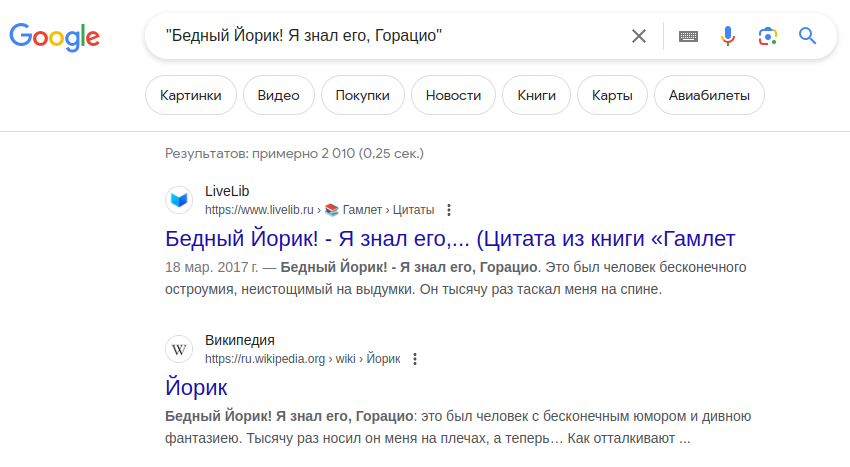 Google
"Бедный Йорик! Я знал его, Горацио"
Картинки Видео Покупки Новости Книги Карты Авиабилеты
Результатов: примерно 2 010 (0,25 сек.)
LiveLib
https://www.livelib.ru › 📚 Гамлет › Цитаты
Бедный Йорик! - Я знал его,... (Цитата из книги «Гамлет
18 мар. 2017 г. — Бедный Йорик! - Я знал его, Горацио. Это был человек бесконечного
остроумия, неистощимый на выдумки. Он тысячу раз таскал меня на спине.
W
Википедия
https://ru.wikipedia.org › wiki › Йорик
Йорик
Бедный Йорик! Я знал его, Горацио: это был человек с бесконечным юмором и дивною
фантазиею. Тысячу раз носил он меня на плечах, а теперь… Как отталкивают ...